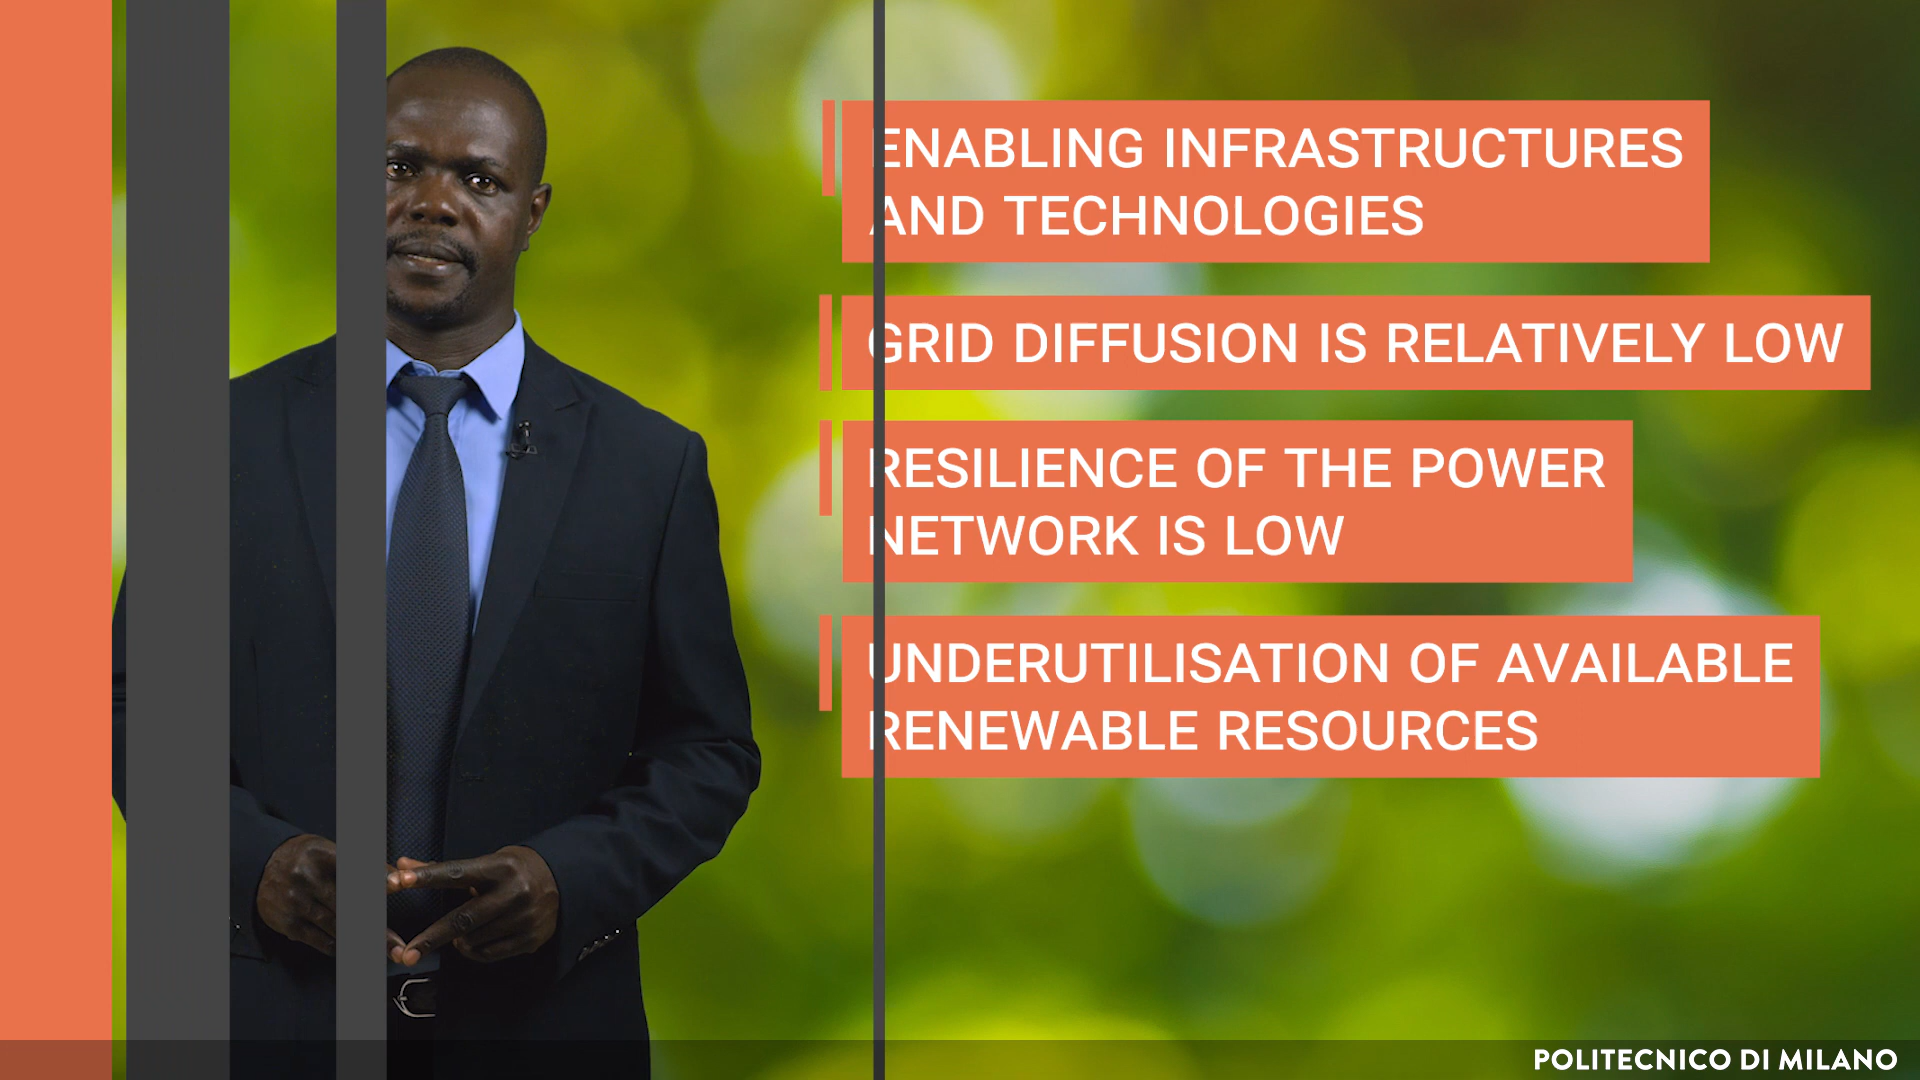 ENABLING INFRASTRUCTURES
AND TECHNOLOGIES
GRID DIFFUSION IS RELATIVELY LOW
RESILIENCE OF THE POWER
NETWORK IS LOW
UNDERUTILISATION OF AVAILABLE
RENEWABLE RESOURCES
POLITECNICO DI MILANO